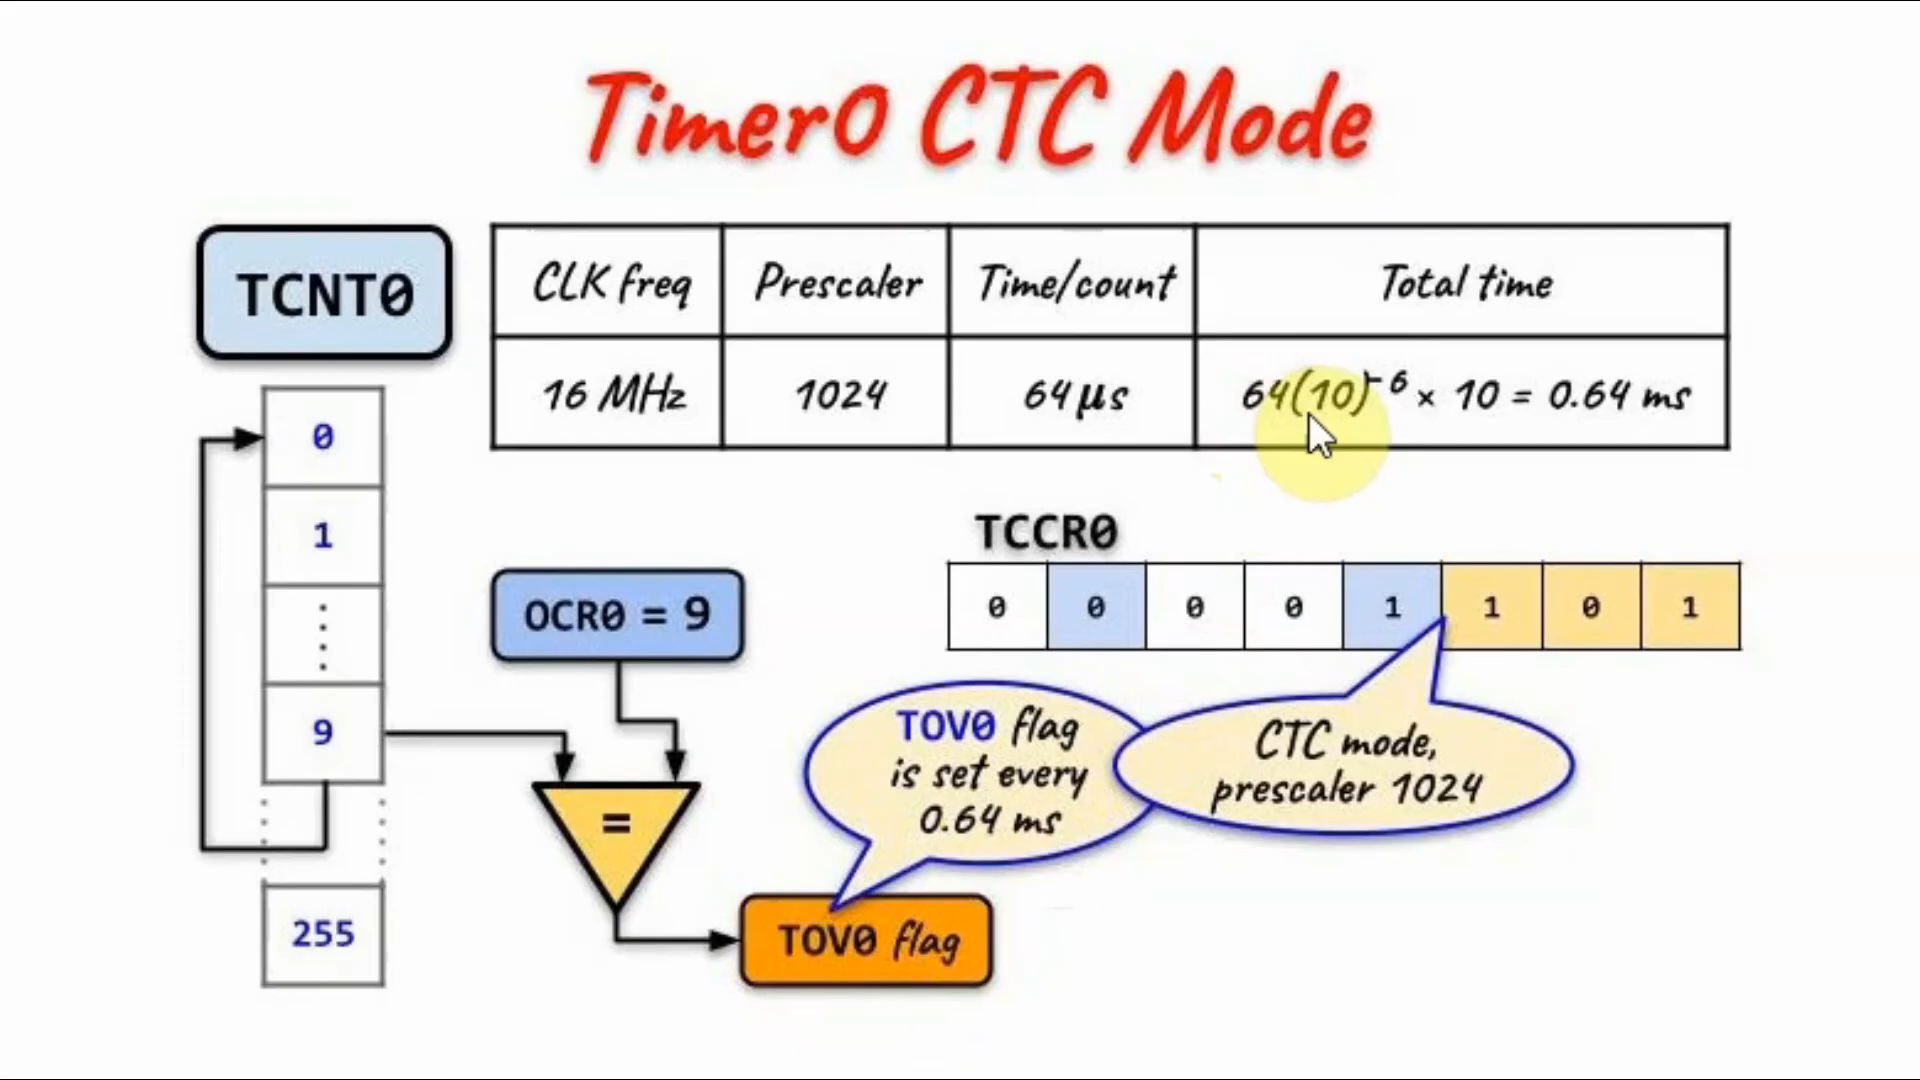 Timer0 CTC Mode
TCNT0
CLK freq Prescaler Time/count Total time
16 MHz 1024 64 μs 64(10)⁻⁶ × 10 = 0.64 ms
0
1
9
255
OCR0 = 9
=
TCCR0
0 0 0 0 1 1 0 1
TOV0 flag
is set every
0.64 ms
CTC mode,
prescaler 1024
TOV0 flag